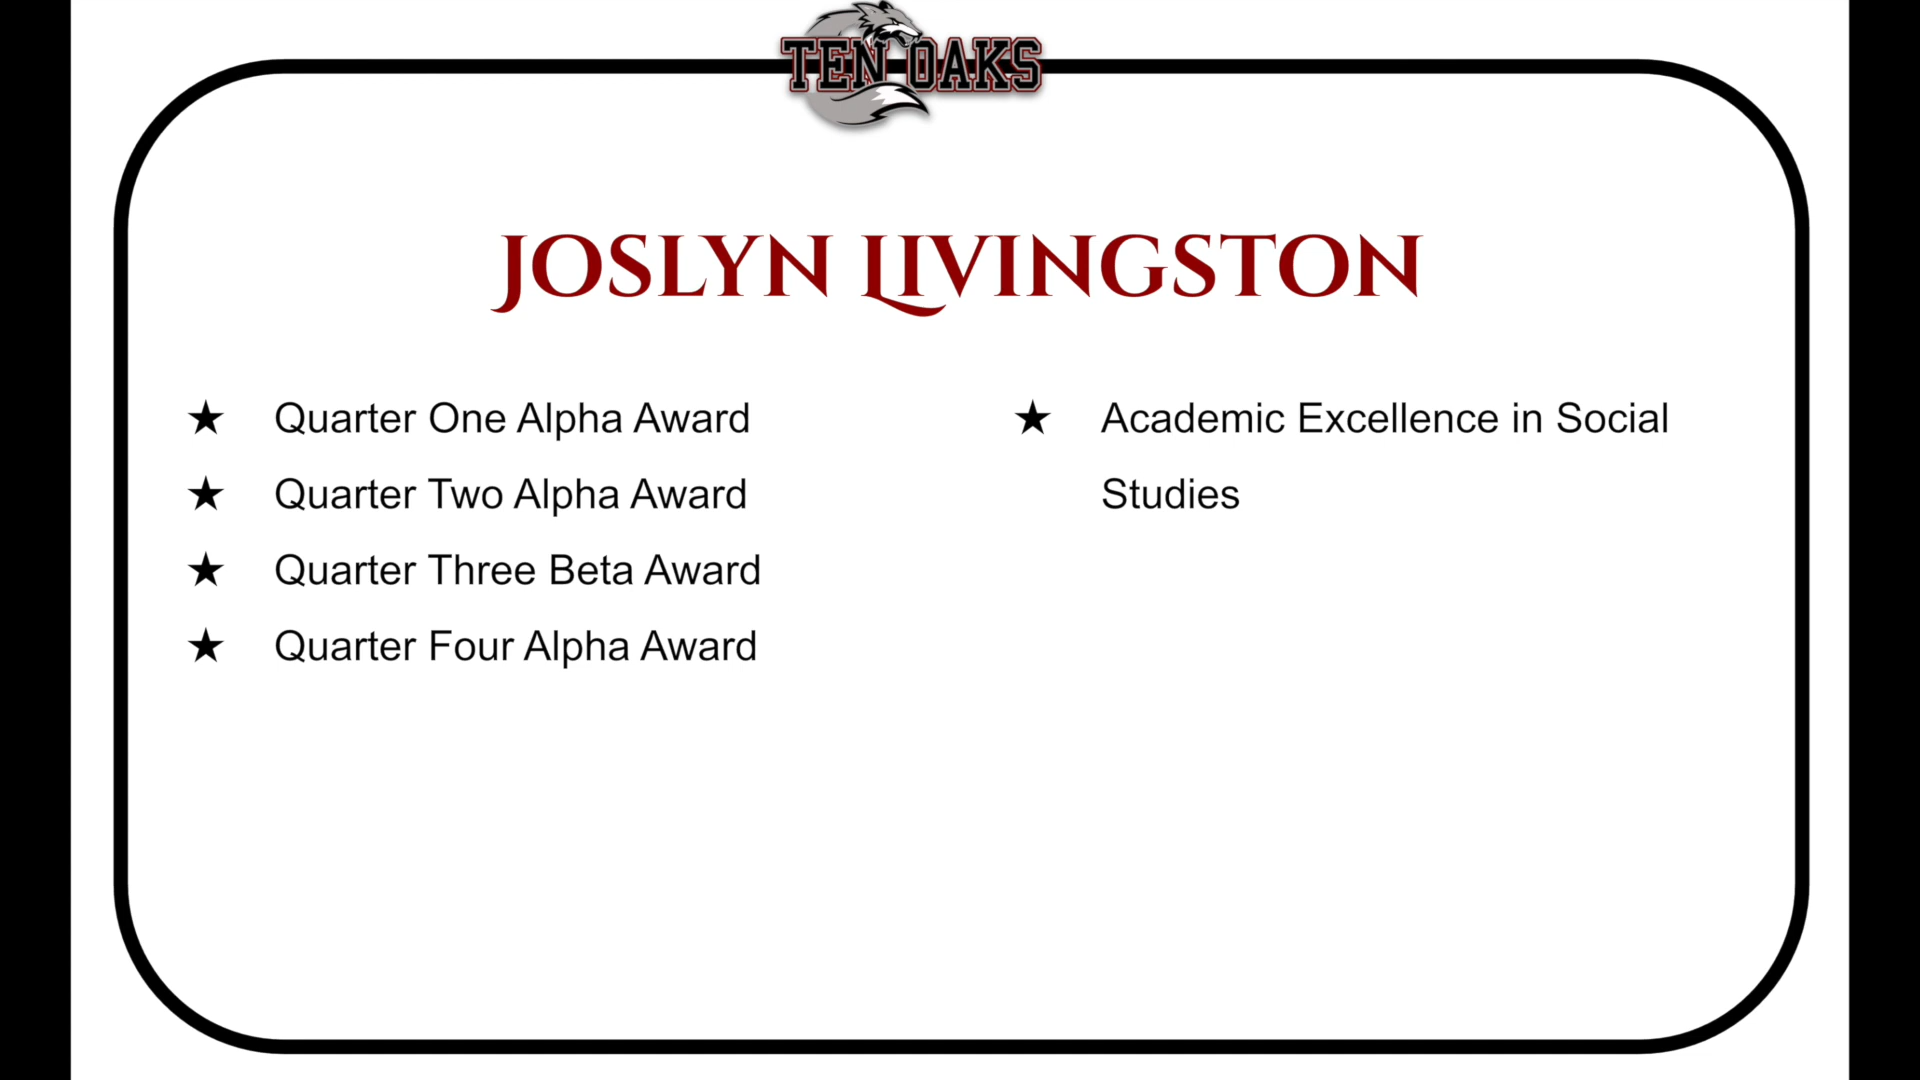 TEN OAKS
Joslyn Livingston
★ Quarter One Alpha Award
★ Quarter Two Alpha Award
★ Quarter Three Beta Award
★ Quarter Four Alpha Award
★ Academic Excellence in Social
Studies